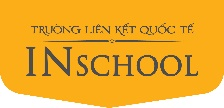 TRƯỜNG LIÊN KẾT QUỐC TẾ
INSCHOOL